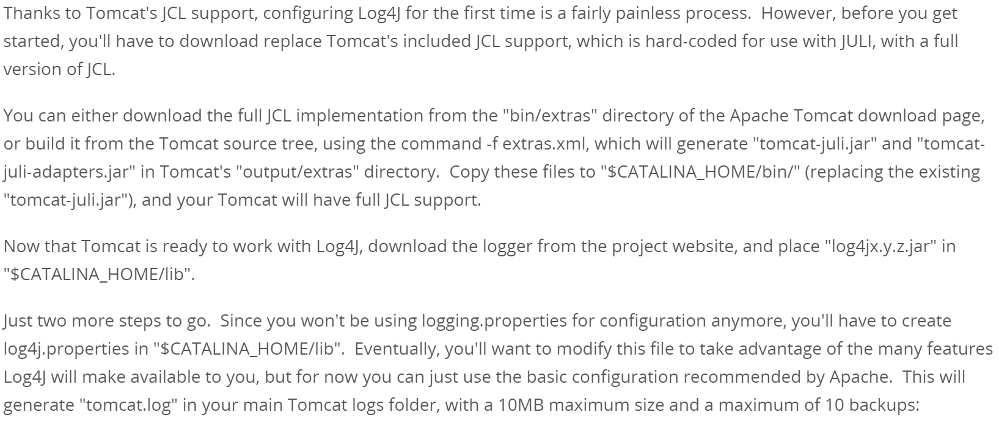 Thanks to Tomcat's JCL support, configuring Log4J for the first time is a fairly painless process.  However, before you get
started, you'll have to download replace Tomcat's included JCL support, which is hard-coded for use with JULI, with a full
version of JCL.
You can either download the full JCL implementation from the "bin/extras" directory of the Apache Tomcat download page,
or build it from the Tomcat source tree, using the command -f extras.xml, which will generate "tomcat-juli.jar" and "tomcat-
juli-adapters.jar" in Tomcat's "output/extras" directory.  Copy these files to "$CATALINA_HOME/bin/" (replacing the existing
"tomcat-juli.jar"), and your Tomcat will have full JCL support.
Now that Tomcat is ready to work with Log4J, download the logger from the project website, and place "log4jx.y.z.jar" in
"$CATALINA_HOME/lib".
Just two more steps to go.  Since you won't be using logging.properties for configuration anymore, you'll have to create
log4j.properties in "$CATALINA_HOME/lib".  Eventually, you'll want to modify this file to take advantage of the many features
Log4J will make available to you, but for now you can just use the basic configuration recommended by Apache.  This will
generate "tomcat.log" in your main Tomcat logs folder, with a 10MB maximum size and a maximum of 10 backups: